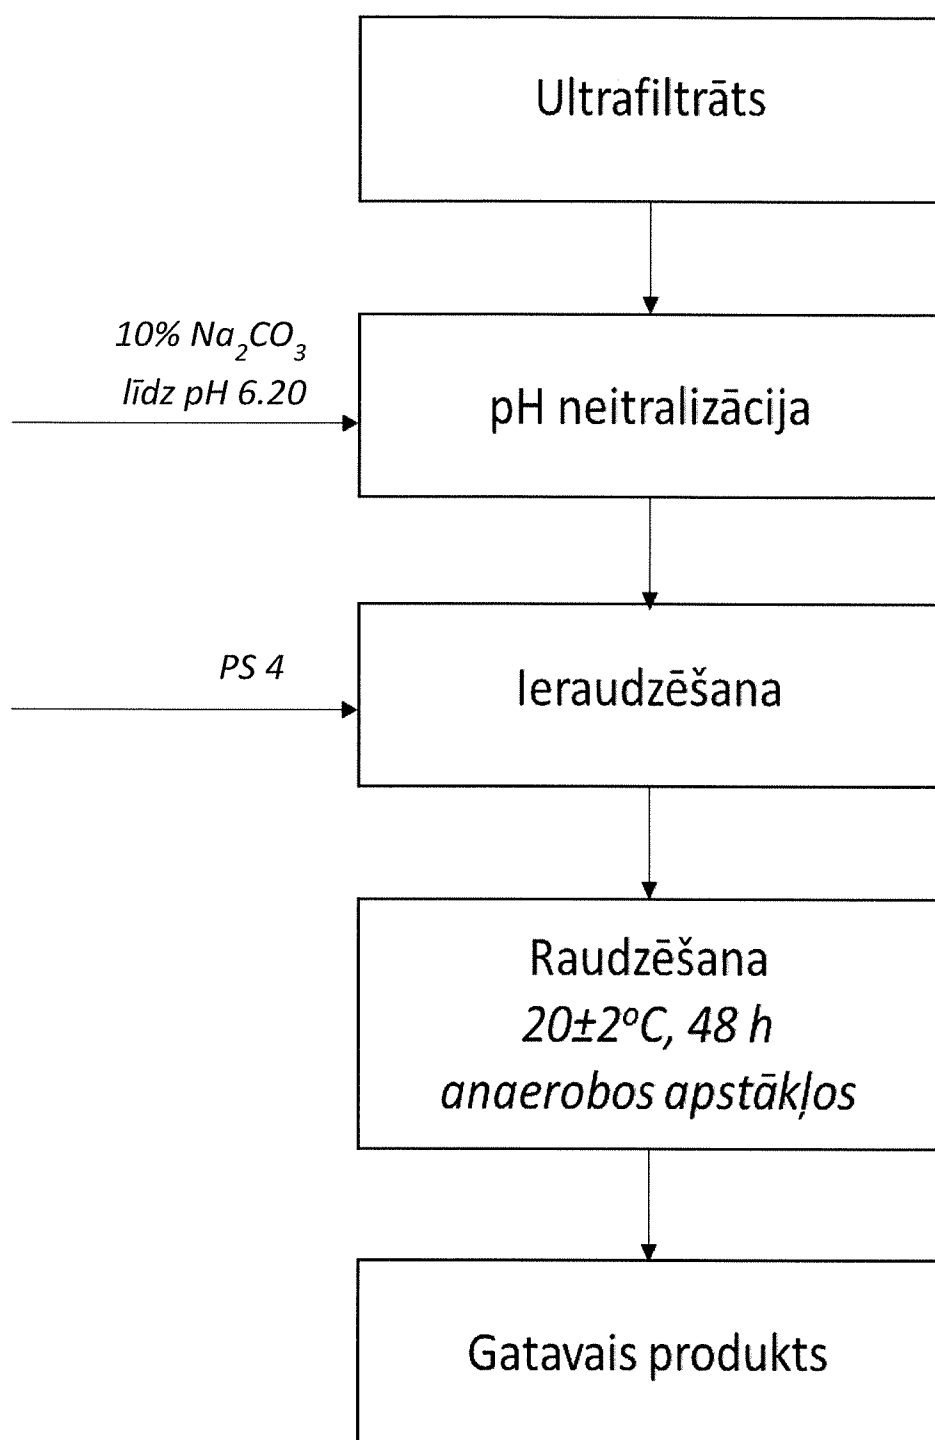 Ultrafiltrāts
10% Na₂CO₃
līdz pH 6.20
pH neitralizācija
PS 4
Ieraudzēšana
Raudzēšana
20±2ºC, 48 h
anaerobos apstākļos
Gatavais produkts